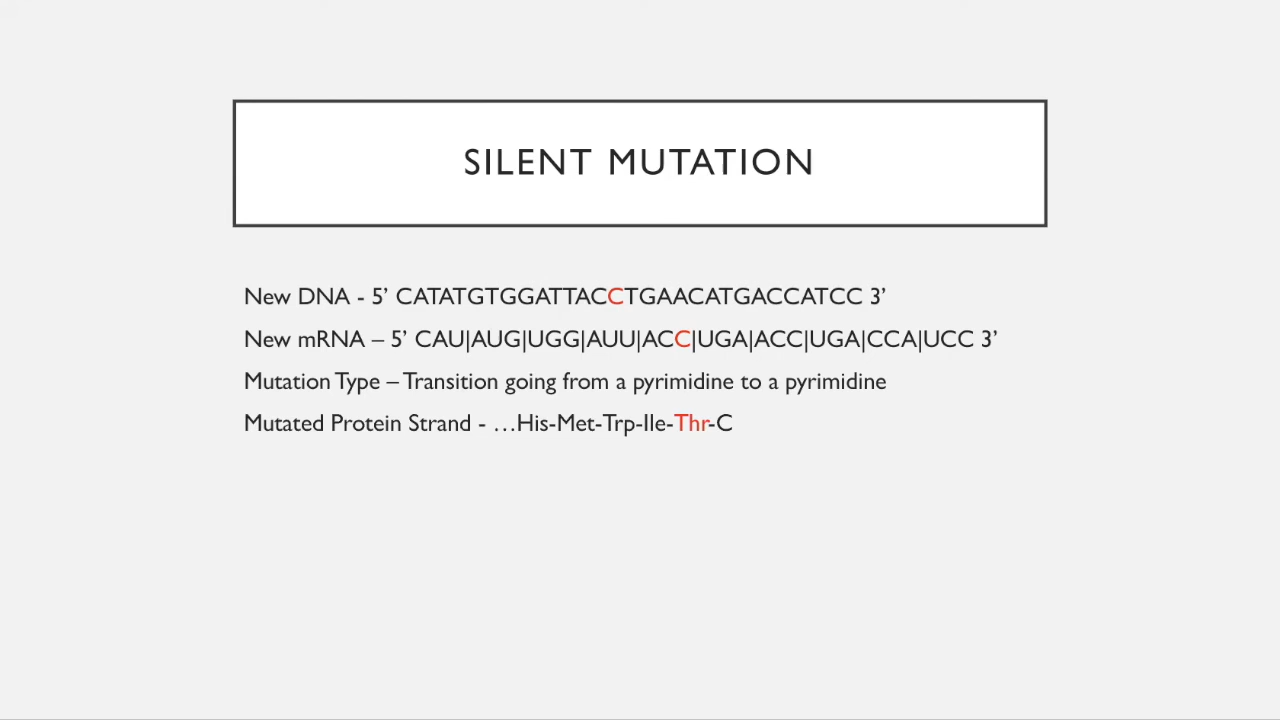 SILENT MUTATION
New DNA - 5’ CATATGTGGATTACCTGAACATGACCATCC 3’
New mRNA – 5’ CAU|AUG|UGG|AUU|ACC|UGA|ACC|UGA|CCA|UCC 3’
Mutation Type – Transition going from a pyrimidine to a pyrimidine
Mutated Protein Strand - …His-Met-Trp-Ile-Thr-C